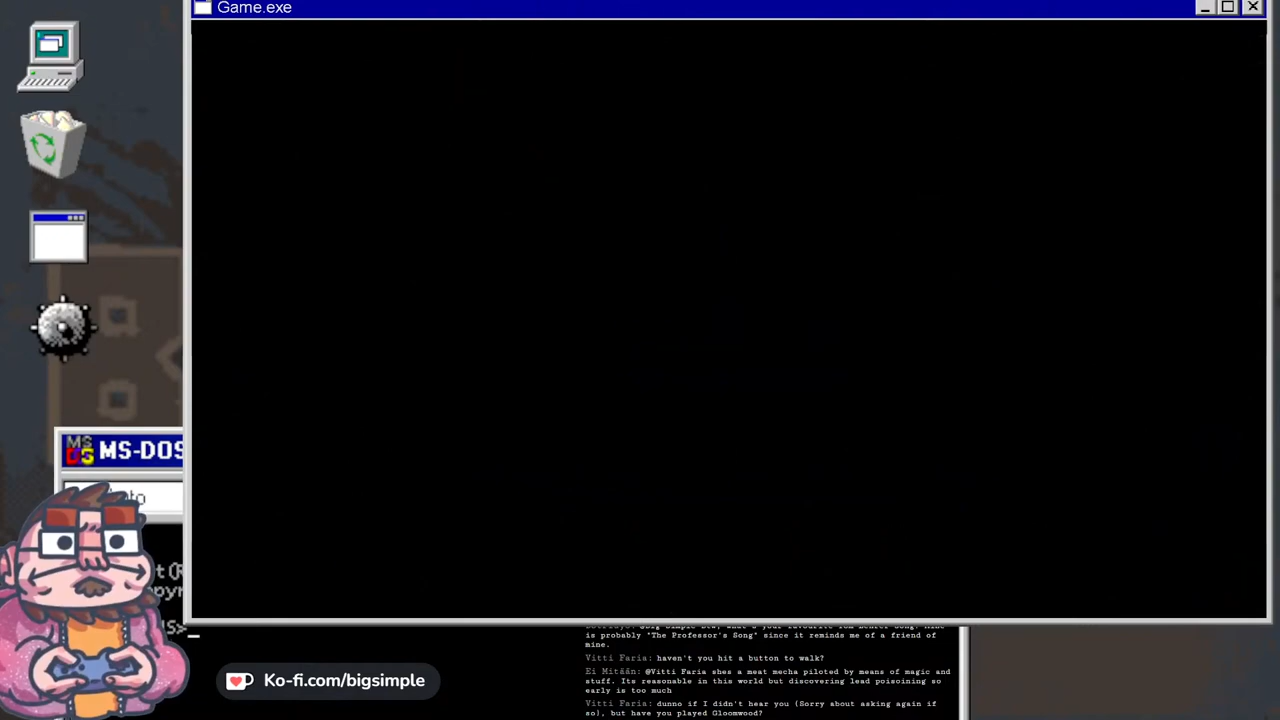 Game.exe
MS-DOS
is probably "The Professor's Song" since it reminds me of a friend of
mine.
Vitti Faria: haven't you hit a button to walk?
Ei Mitään: @Vitti Faria shes a meat mecha piloted by means of magic and
stuff. Its reasonable in this world but discovering lead poisoning so
early is too much
Vitti Faria: dunno if I didn't hear you (Sorry about asking again if
so), but have you played Gloomwood?
Ko-fi.com/bigsimple